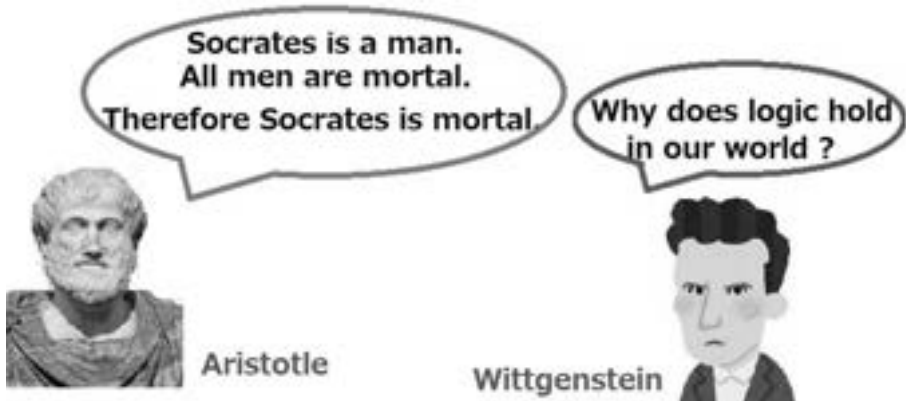 Socrates is a man.
All men are mortal.
Therefore Socrates is mortal.
Why does logic hold
in our world ?
Aristotle
Wittgenstein